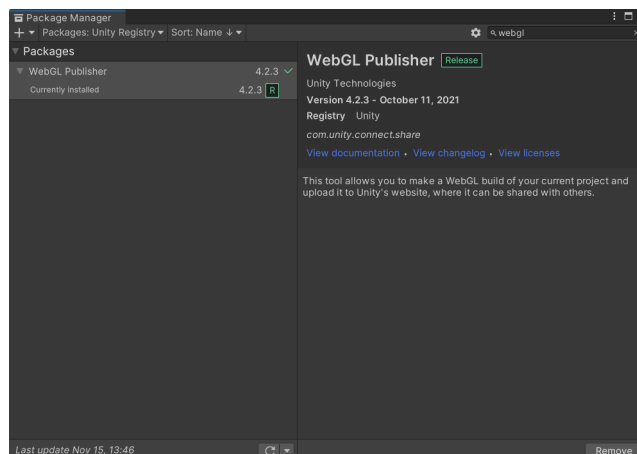 Package Manager
Packages: Unity Registry Sort: Name ↓
webgl
Packages
WebGL Publisher 4.2.3
Currently installed 4.2.3 R
WebGL Publisher Release
Unity Technologies
Version 4.2.3 - October 11, 2021
Registry Unity
com.unity.connect.share
View documentation • View changelog • View licenses
This tool allows you to make a WebGL build of your current project and
upload it to Unity's website, where it can be shared with others.
Last update Nov 15, 13:46
Remove